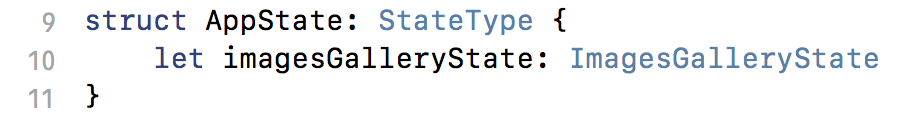 9 struct AppState: StateType {
10     let imagesGalleryState: ImagesGalleryState
11 }